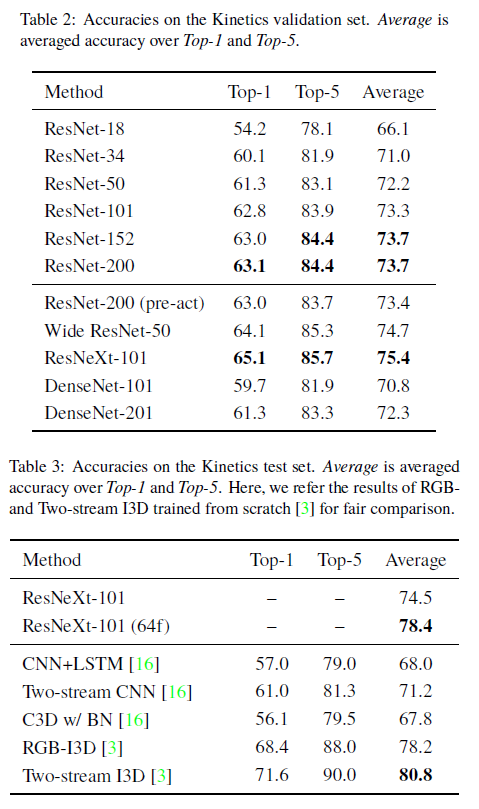 Table 2: Accuracies on the Kinetics validation set. Average is
averaged accuracy over Top-1 and Top-5.
Method Top-1 Top-5 Average
ResNet-18 54.2 78.1 66.1
ResNet-34 60.1 81.9 71.0
ResNet-50 61.3 83.1 72.2
ResNet-101 62.8 83.9 73.3
ResNet-152 63.0 84.4 73.7
ResNet-200 63.1 84.4 73.7
ResNet-200 (pre-act) 63.0 83.7 73.4
Wide ResNet-50 64.1 85.3 74.7
ResNeXt-101 65.1 85.7 75.4
DenseNet-101 59.7 81.9 70.8
DenseNet-201 61.3 83.3 72.3
Table 3: Accuracies on the Kinetics test set. Average is averaged
accuracy over Top-1 and Top-5. Here, we refer the results of RGB-
and Two-stream I3D trained from scratch [3] for fair comparison.
Method Top-1 Top-5 Average
ResNeXt-101 – – 74.5
ResNeXt-101 (64f) – – 78.4
CNN+LSTM [16] 57.0 79.0 68.0
Two-stream CNN [16] 61.0 81.3 71.2
C3D w/ BN [16] 56.1 79.5 67.8
RGB-I3D [3] 68.4 88.0 78.2
Two-stream I3D [3] 71.6 90.0 80.8